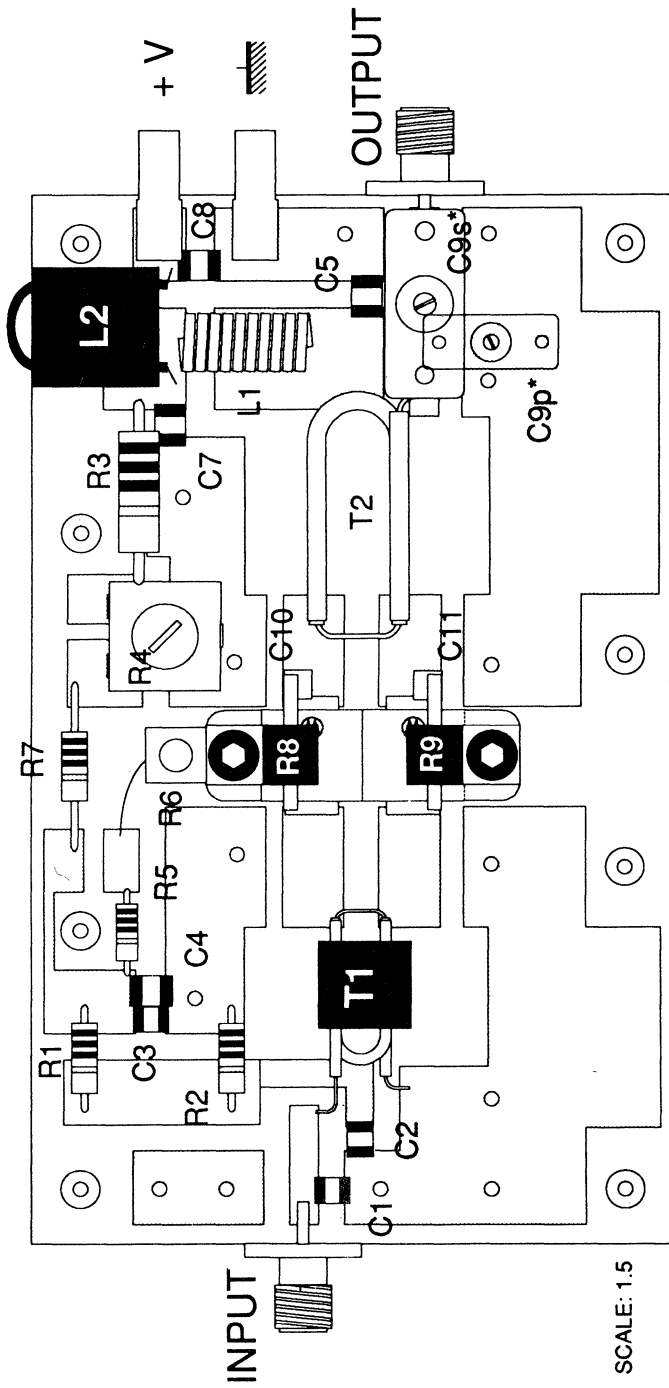 INPUT
OUTPUT
+ V
R1
R2
R3
R4
R5
R6
R7
R8
R9
C1
C2
C3
C4
C5
C7
C8
C9s*
C9p*
C10
C11
L1
L2
T1
T2
SCALE: 1.5